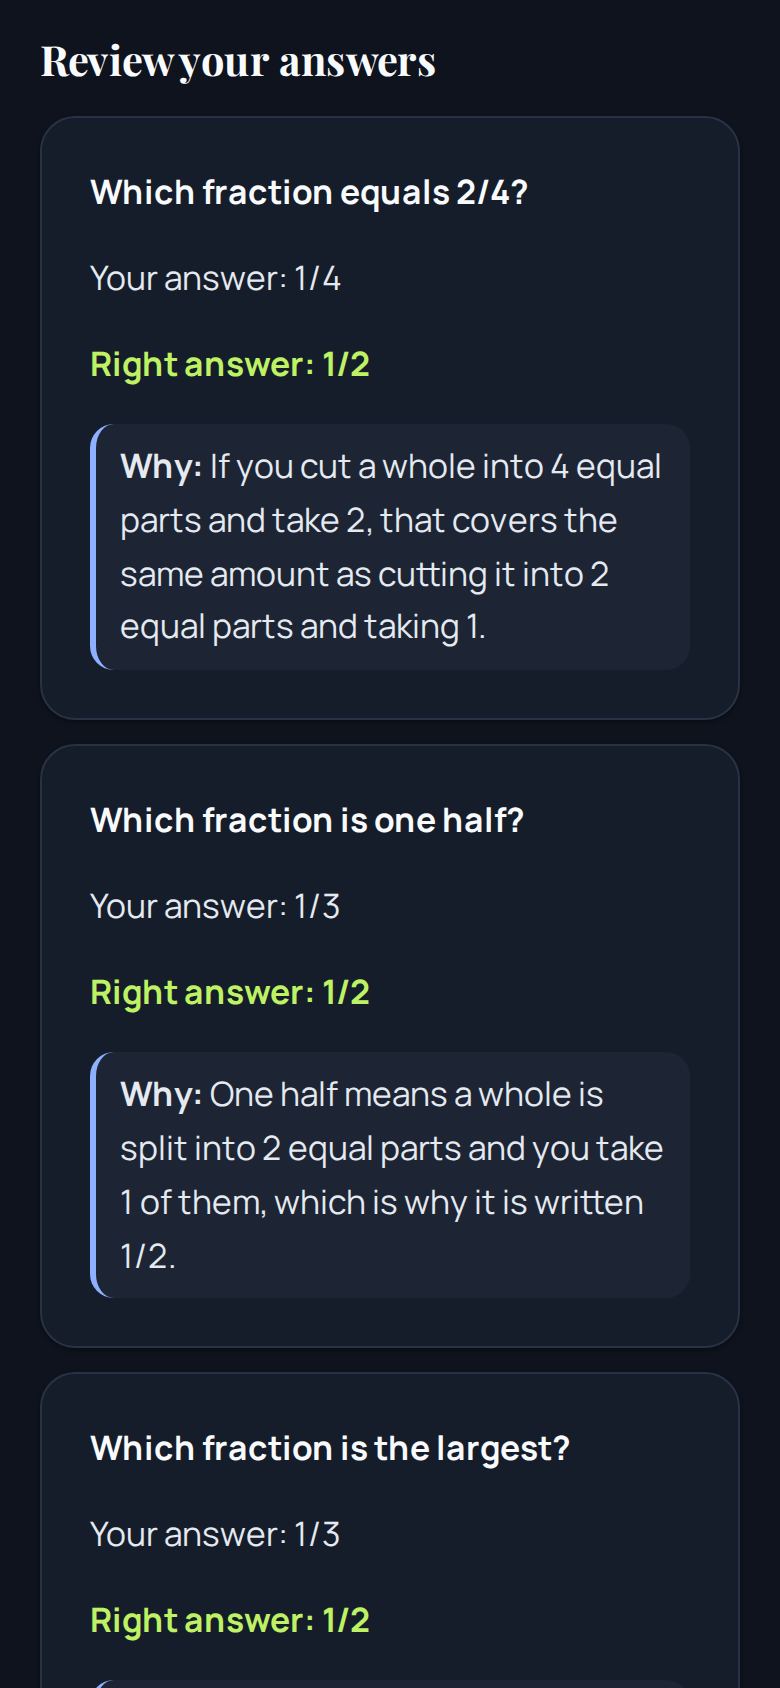 Review your answers
Which fraction equals 2/4?
Your answer: 1/4
Right answer: 1/2
Why: If you cut a whole into 4 equal
parts and take 2, that covers the
same amount as cutting it into 2
equal parts and taking 1.
Which fraction is one half?
Your answer: 1/3
Right answer: 1/2
Why: One half means a whole is
split into 2 equal parts and you take
1 of them, which is why it is written
1/2.
Which fraction is the largest?
Your answer: 1/3
Right answer: 1/2